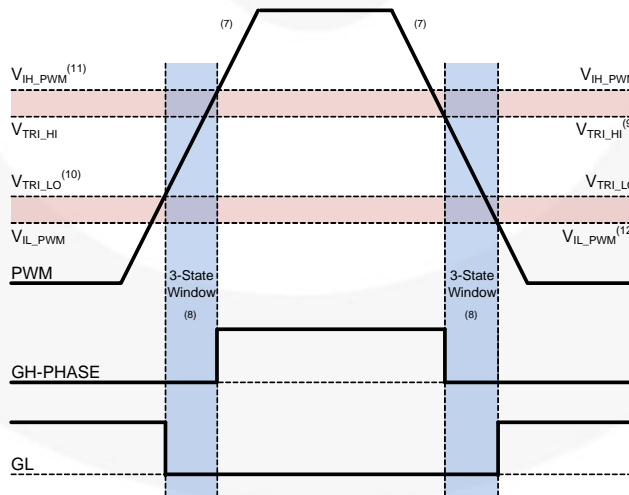 (7) (7)
V_IH_PWM(11) V_IH_PWM
V_TRI_HI V_TRI_HI(9
V_TRI_LO(10) V_TRI_LO
V_IL_PWM V_IL_PWM(12
PWM
3-State 3-State
Window Window
(8) (8)
GH-PHASE
GL